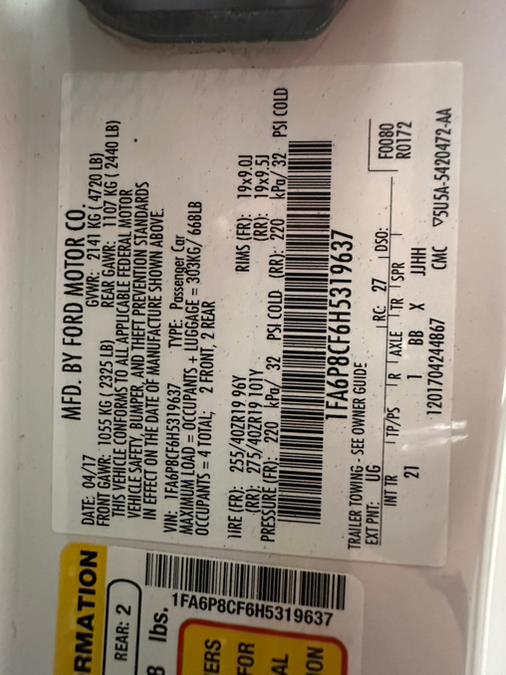 MFD. BY FORD MOTOR CO.
DATE: 04/17 GVWR: 2141 KG ( 4720 LB)
FRONT GAWR: 1055 KG ( 2325 LB) REAR GAWR: 1107 KG ( 2440 LB)
THIS VEHICLE CONFORMS TO ALL APPLICABLE FEDERAL MOTOR
VEHICLE SAFETY, BUMPER, AND THEFT PREVENTION STANDARDS
IN EFFECT ON THE DATE OF MANUFACTURE SHOWN ABOVE.
VIN: 1FA6P8CF6H5319637 TYPE: Passenger Car
MAXIMUM LOAD = OCCUPANTS + LUGGAGE = 303KG/ 668LB
OCCUPANTS = 4 TOTAL; 2 FRONT, 2 REAR
TIRE (FR): 255/40ZR19 96Y RIMS (FR): 19x9.0J
(RR): 275/40ZR19 101Y (RR): 19x9.5J
PRESSURE (FR): 220 kPa/ 32 PSI COLD (RR): 220 kPa/ 32 PSI COLD
1FA6P8CF6H5319637
TRAILER TOWING - SEE OWNER GUIDE
F0080
R0172
EXT PNT: UG RC: 27 DSO:
INT TR TP/PS R AXLE TR SPR
21 1 BB X JJHH
1201704244867 CMC ▽5U5A-5420472-AA
RMATION
REAR: 2
8 lbs.
1FA6P8CF6H5319637
ERS
FOR
AL
ION